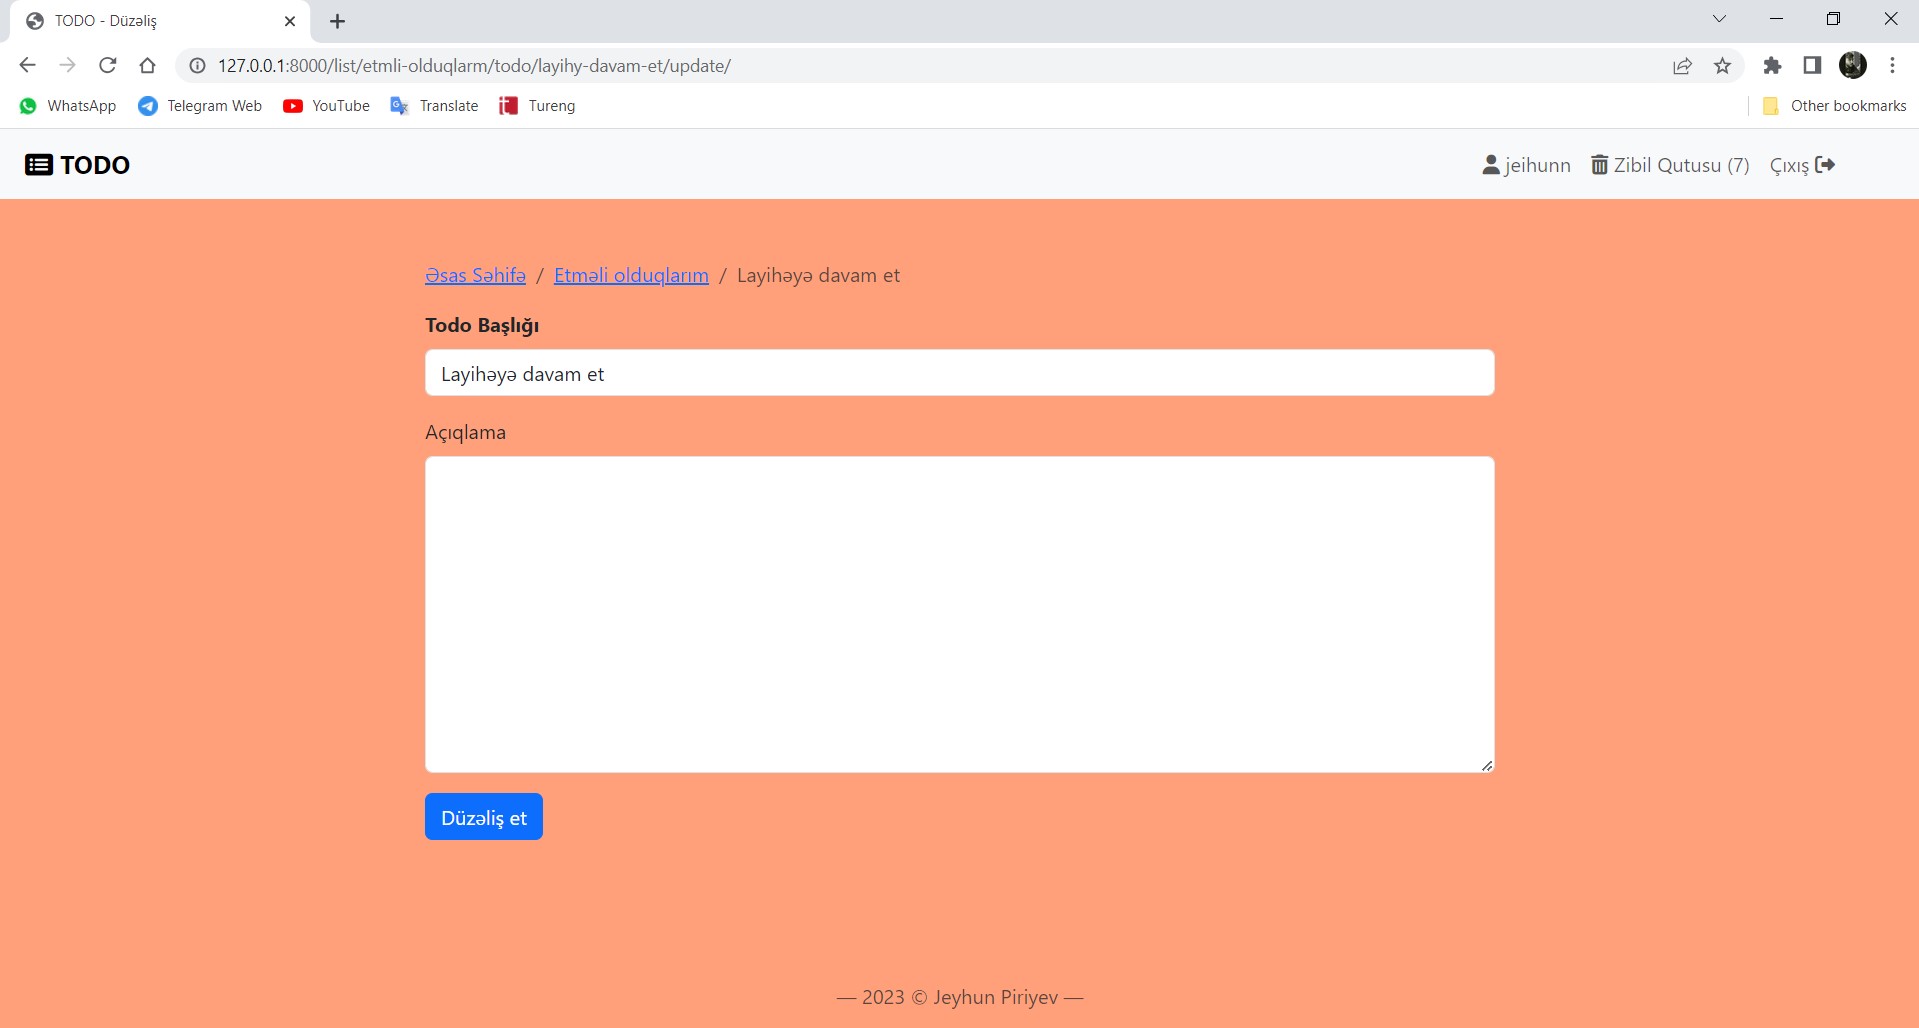 TODO - Düzəliş
127.0.0.1:8000/list/etmli-olduqlarm/todo/layihy-davam-et/update/
WhatsApp Telegram Web YouTube Translate Tureng Other bookmarks
TODO jeihunn Zibil Qutusu (7) Çıxış
Əsas Səhifə / Etməli olduqlarım / Layihəyə davam et
Todo Başlığı
Layihəyə davam et
Açıqlama
Düzəliş et
— 2023 © Jeyhun Piriyev —